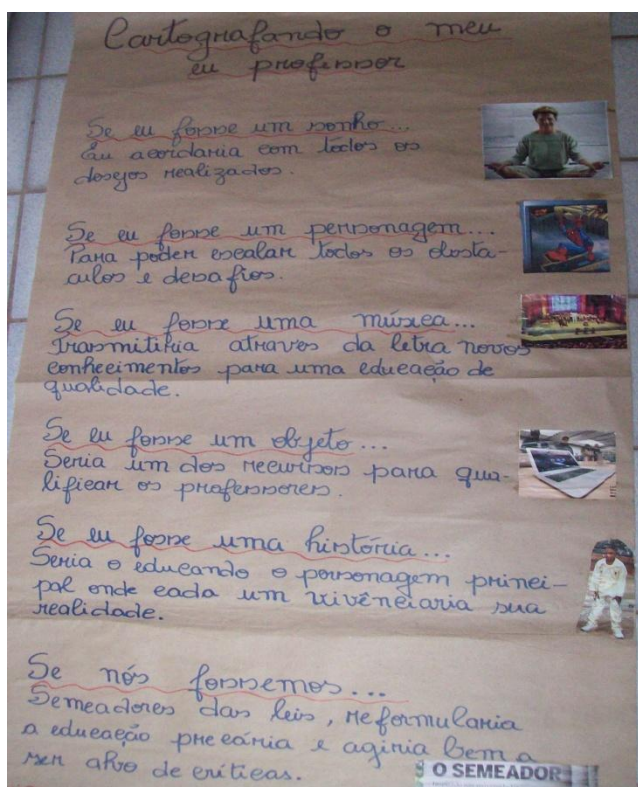 Cartografando o meu
eu professor
Se eu fosse um sonho...
Eu acordaria com todos os
desejos realizados.
Se eu fosse um personagem...
Para poder escalar todos os obsta-
culos e desafios.
Se eu fosse uma música...
Trasmitiria atraves da letra novos
conhecimentos para uma educação de
qualidade.
Se eu fosse um objeto...
Seria um dos recursos para qua-
lificar os professores.
Se eu fosse uma história...
Seria o educando o personagem princi-
pal onde cada um vivênciaria sua
realidade.
Se nós fossemos...
Semeadores das leis, reformularia
a educação precária e agiria bem a
ser alvo de críticas.
O SEMEADOR